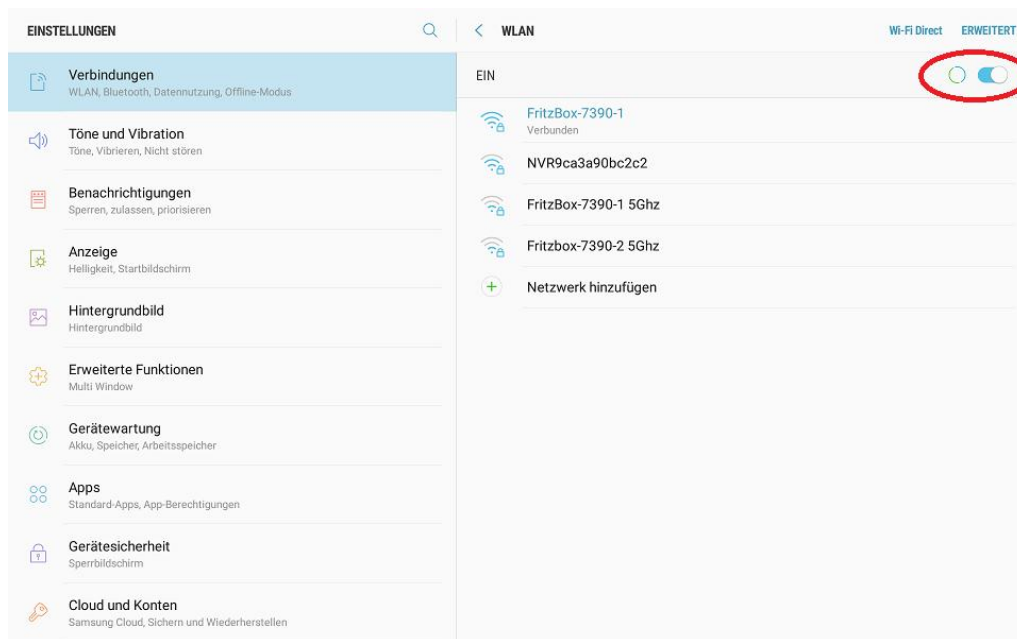 EINSTELLUNGEN
Verbindungen
WLAN, Bluetooth, Datennutzung, Offline-Modus
Töne und Vibration
Töne, Vibrieren, Nicht stören
Benachrichtigungen
Sperren, zulassen, priorisieren
Anzeige
Helligkeit, Startbildschirm
Hintergrundbild
Hintergrundbild
Erweiterte Funktionen
Multi Window
Gerätewartung
Akku, Speicher, Arbeitsspeicher
Apps
Standard-Apps, App-Berechtigungen
Gerätesicherheit
Sperrbildschirm
Cloud und Konten
Samsung Cloud, Sichern und Wiederherstellen
WLAN
Wi-Fi Direct ERWEITERT
EIN
FritzBox-7390-1
Verbunden
NVR9ca3a90bc2c2
FritzBox-7390-1 5Ghz
Fritzbox-7390-2 5Ghz
Netzwerk hinzufügen